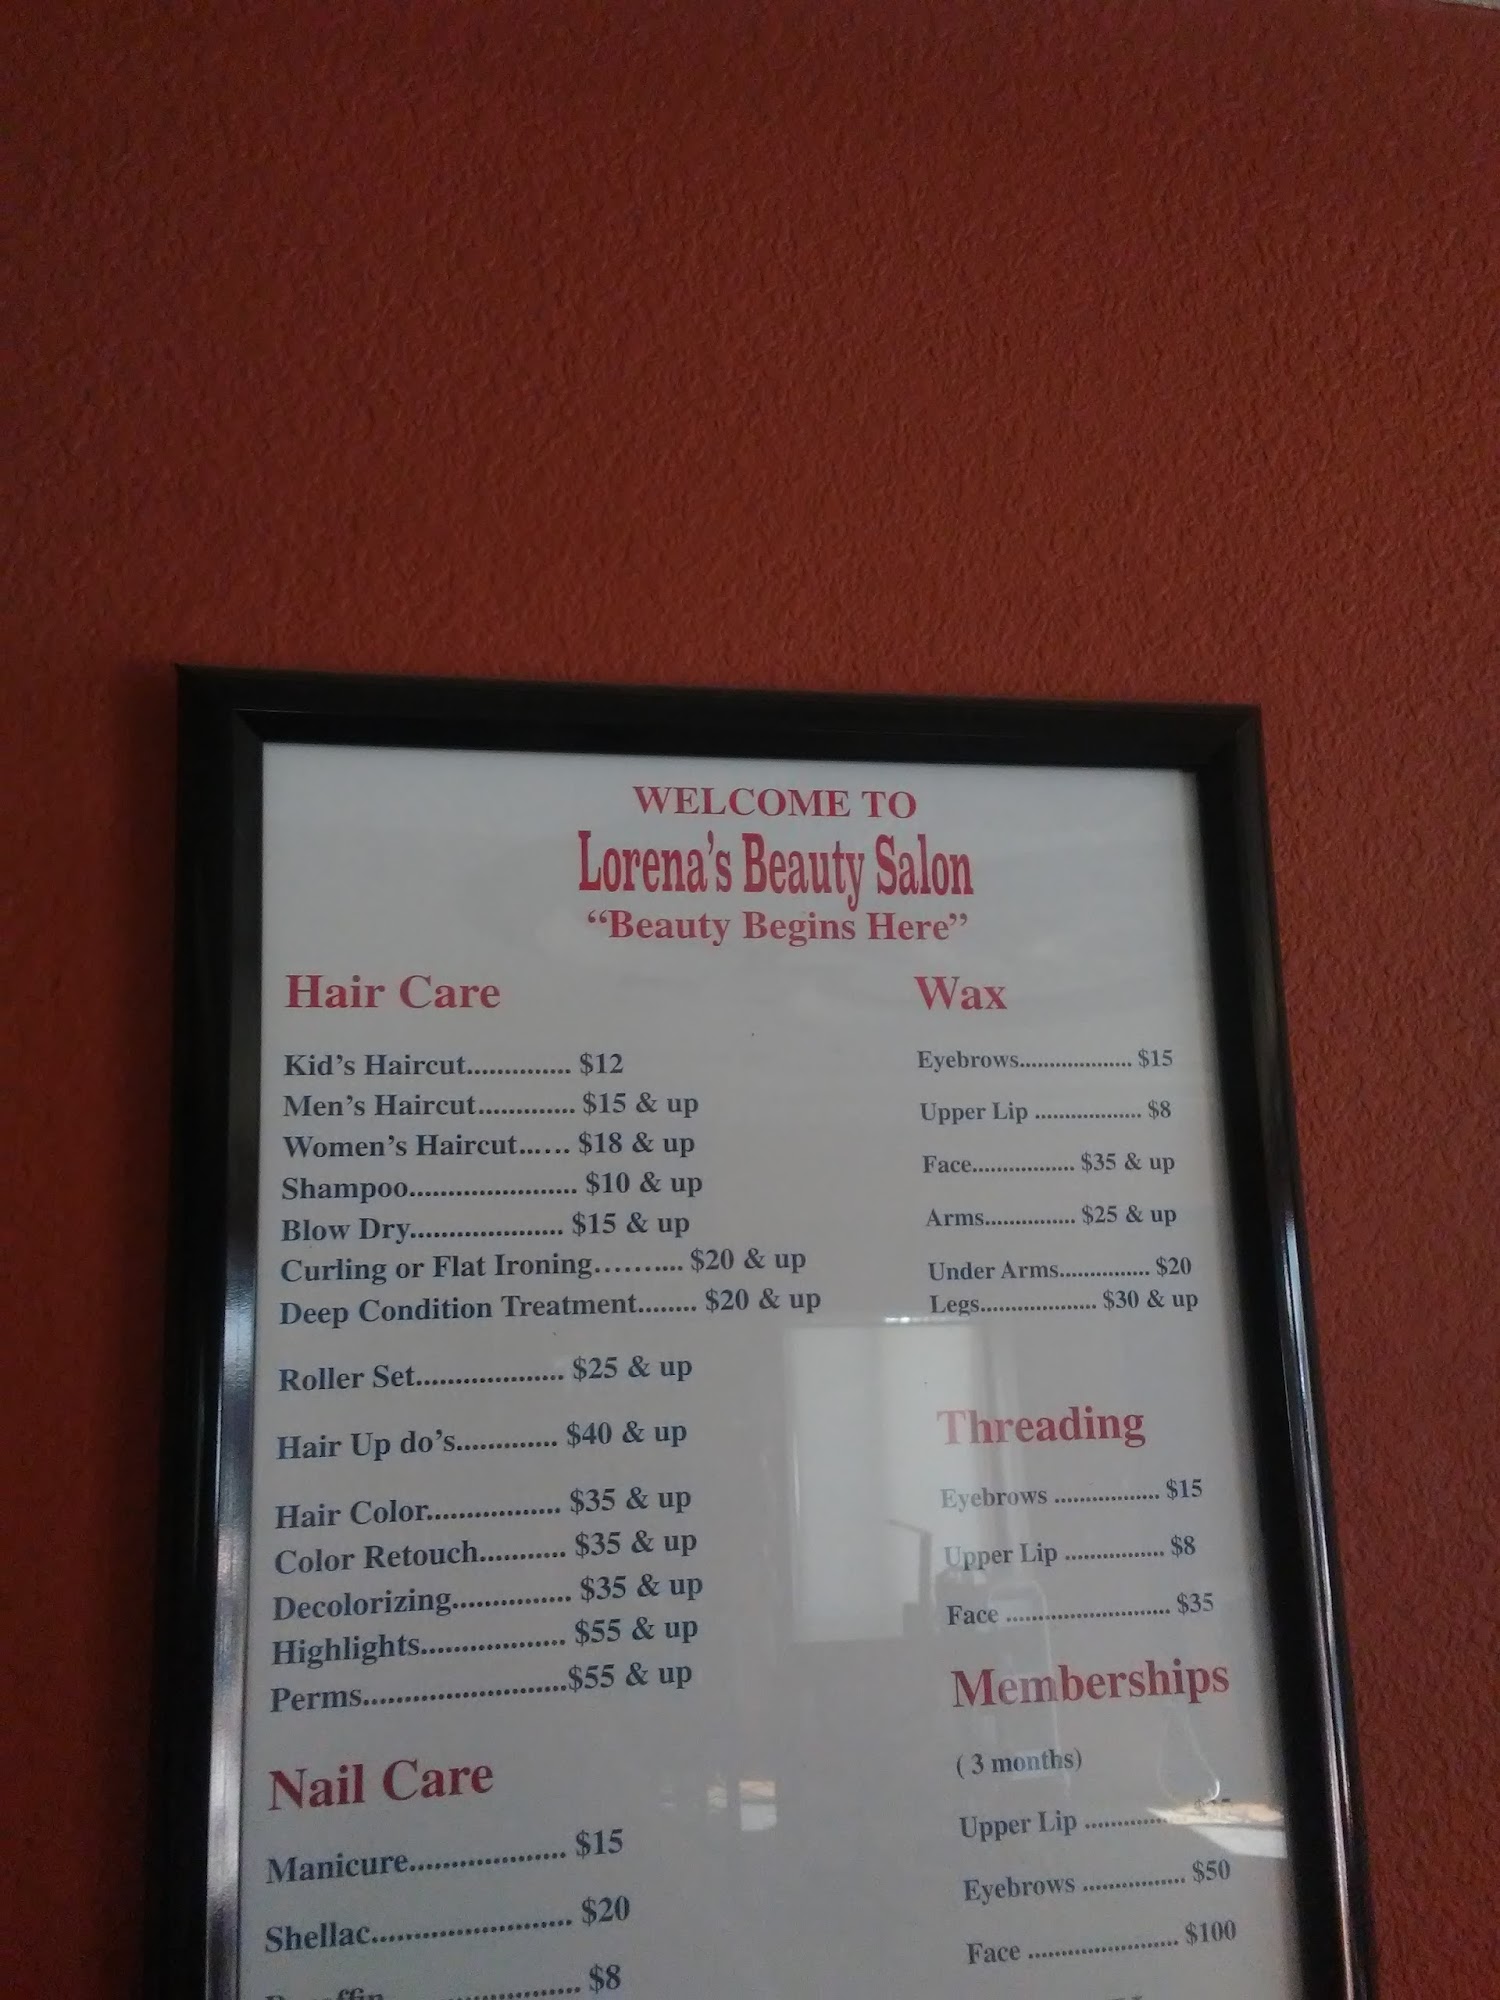 WELCOME TO
Lorena's Beauty Salon
“Beauty Begins Here”
Hair Care
Kid's Haircut.............. $12
Men's Haircut............. $15 & up
Women's Haircut...... $18 & up
Shampoo....................... $10 & up
Blow Dry..................... $15 & up
Curling or Flat Ironing.......... $20 & up
Deep Condition Treatment........ $20 & up
Roller Set.................... $25 & up
Hair Up do's.............. $40 & up
Hair Color.................. $35 & up
Color Retouch............ $35 & up
Decolorizing................ $35 & up
Highlights.................... $55 & up
Perms...........................$55 & up
Nail Care
Manicure..................... $15
Shellac.......................... $20
$8
Wax
Eyebrows.................... $15
Upper Lip ................... $8
Face.................. $35 & up
Arms................ $25 & up
Under Arms................ $20
Legs.................... $30 & up
Threading
Eyebrows .................. $15
Upper Lip ................. $8
Face ............................ $35
Memberships
( 3 months)
Upper Lip ..............
Eyebrows ................. $50
Face ......................... $100